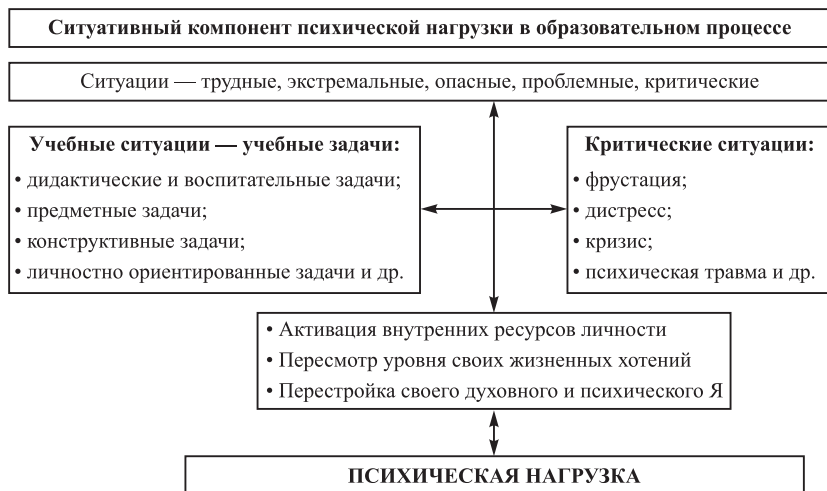 Ситуативный компонент психической нагрузки в образовательном процессе
Ситуации — трудные, экстремальные, опасные, проблемные, критические
Учебные ситуации — учебные задачи:
• дидактические и воспитательные задачи;
• предметные задачи;
• конструктивные задачи;
• личностно ориентированные задачи и др.
Критические ситуации:
• фрустация;
• дистресс;
• кризис;
• психическая травма и др.
• Активация внутренних ресурсов личности
• Пересмотр уровня своих жизненных хотений
• Перестройка своего духовного и психического Я
ПСИХИЧЕСКАЯ НАГРУЗКА